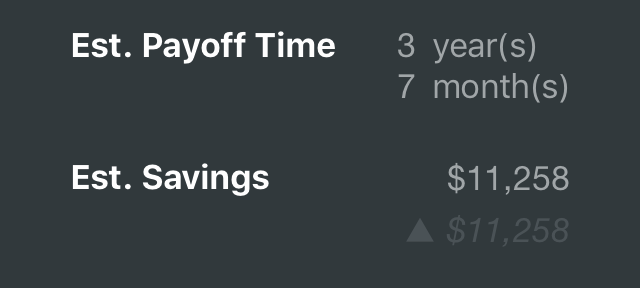 Est. Payoff Time 3 year(s)
7 month(s)
Est. Savings $11,258
▲ $11,258